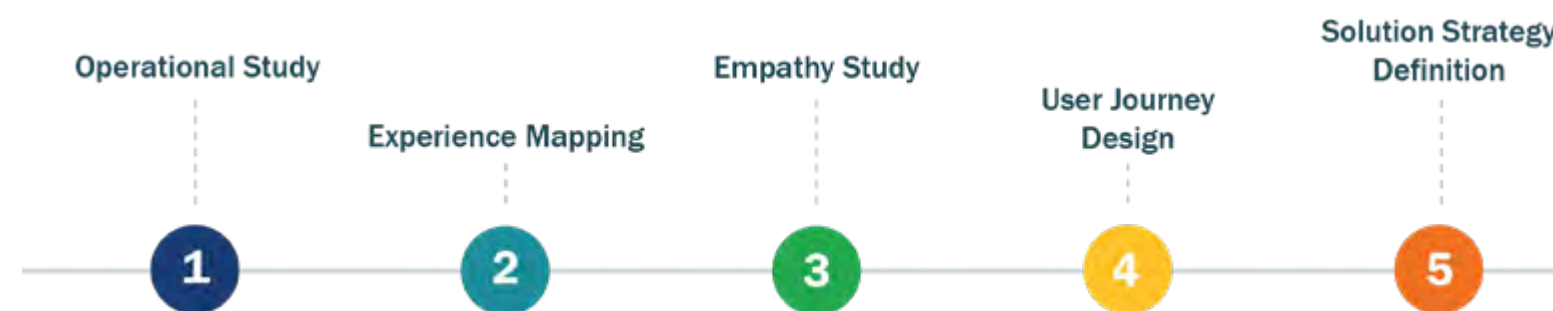 Operational Study
1
Experience Mapping
2
Empathy Study
3
User Journey
Design
4
Solution Strategy
Definition
5